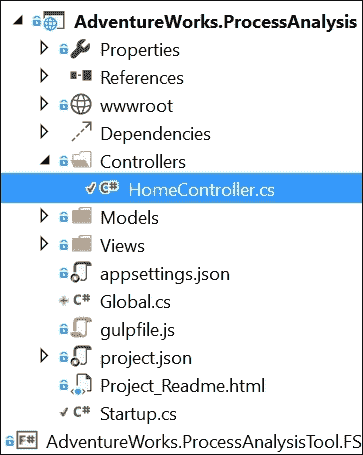 AdventureWorks.ProcessAnalysis
Properties
References
wwwroot
Dependencies
Controllers
C# HomeController.cs
Models
Views
appsettings.json
C# Global.cs
gulpfile.js
project.json
Project_Readme.html
C# Startup.cs
F# AdventureWorks.ProcessAnalysisTool.FS